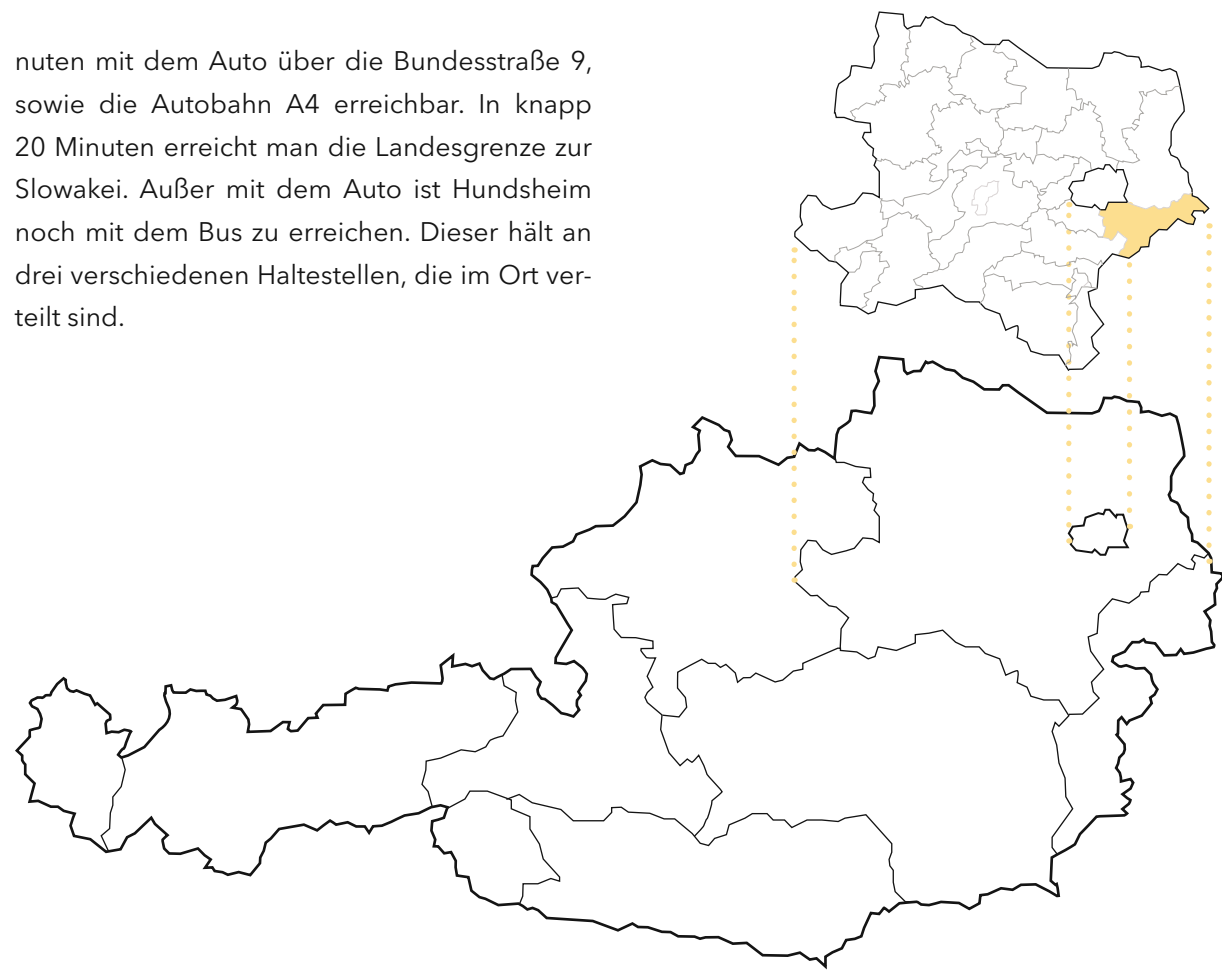 nuten mit dem Auto über die Bundesstraße 9,
sowie die Autobahn A4 erreichbar. In knapp
20 Minuten erreicht man die Landesgrenze zur
Slowakei. Außer mit dem Auto ist Hundsheim
noch mit dem Bus zu erreichen. Dieser hält an
drei verschiedenen Haltestellen, die im Ort ver-
teilt sind.